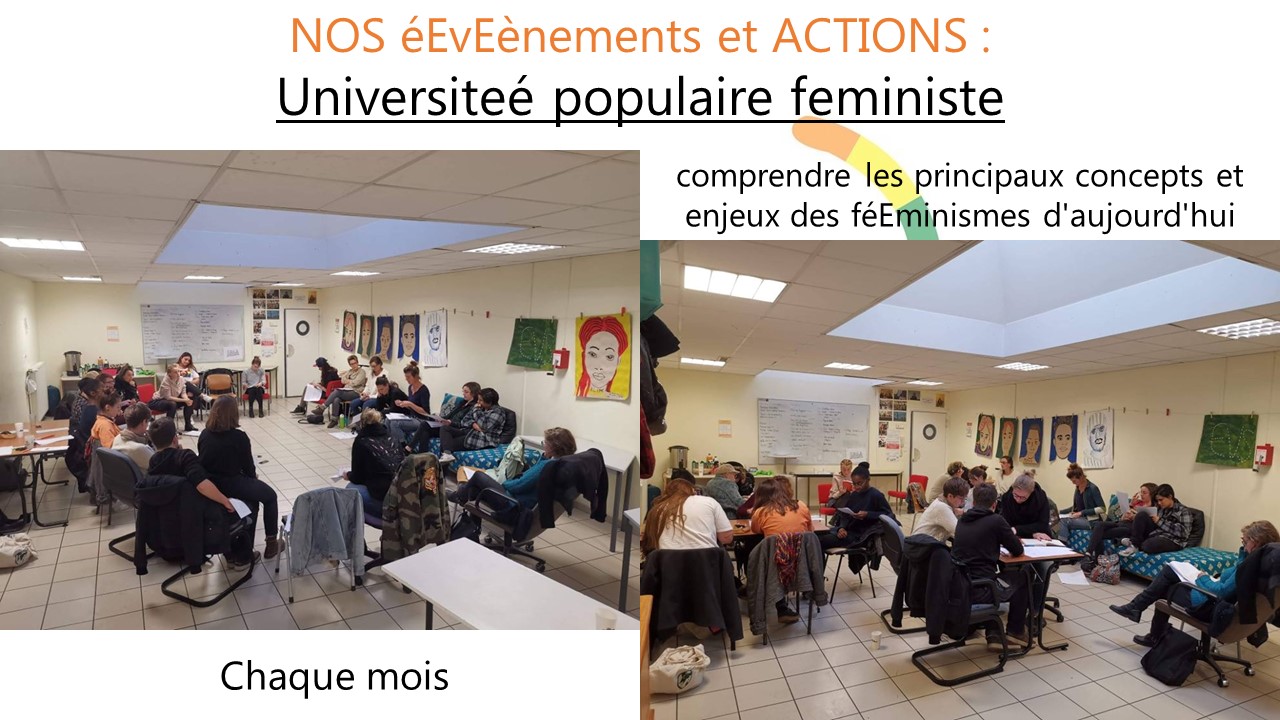 NOS éEvEènements et ACTIONS :
Universiteé populaire feministe
comprendre les principaux concepts et
enjeux des féEminismes d'aujourd'hui
Chaque mois